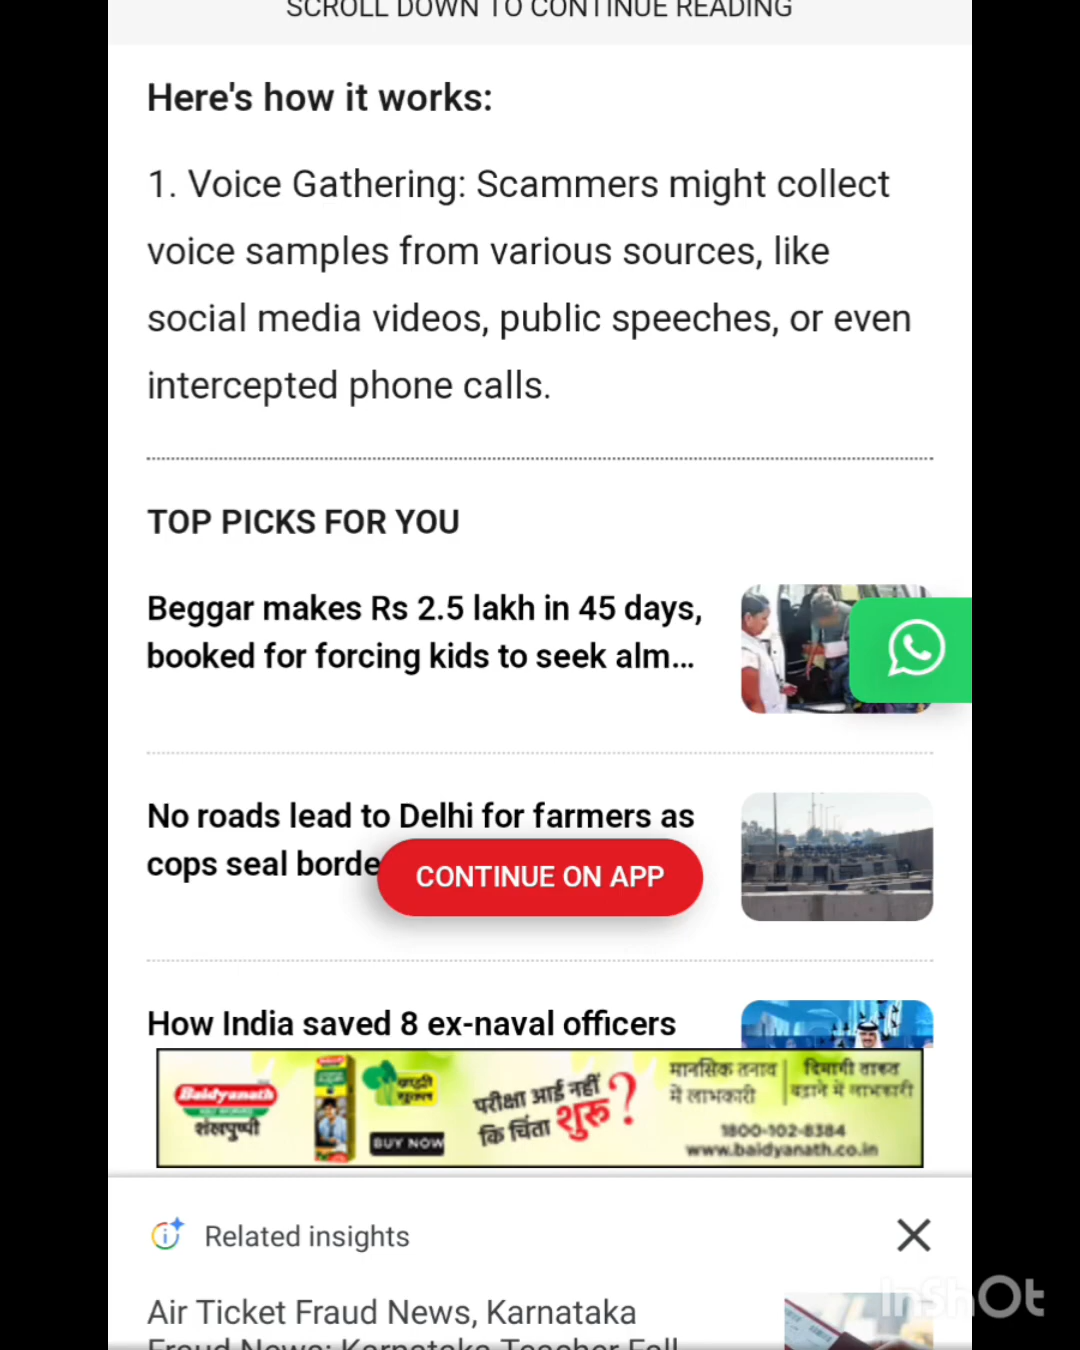 SCROLL DOWN TO CONTINUE READING
Here's how it works:
1. Voice Gathering: Scammers might collect
voice samples from various sources, like
social media videos, public speeches, or even
intercepted phone calls.
TOP PICKS FOR YOU
Beggar makes Rs 2.5 lakh in 45 days,
booked for forcing kids to seek alm...
No roads lead to Delhi for farmers as
cops seal borde
CONTINUE ON APP
How India saved 8 ex-naval officers
Baidyanath
शंखपुष्पी
BUY NOW
परीक्षा आई नहीं
कि चिंता शुरू?
मानसिक तनाव
में लाभकारी
दिमागी ताकत
बढ़ाने में लाभकारी
1800-102-8384
www.baidyanath.co.in
Related insights
Air Ticket Fraud News, Karnataka
Fraud News: Karnataka Teacher Fell
InShOt